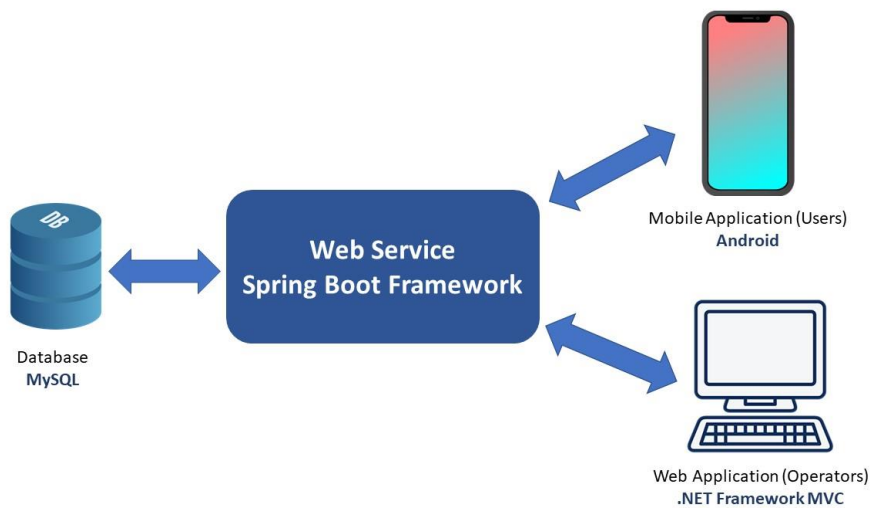 DB
Database
MySQL
Web Service
Spring Boot Framework
Mobile Application (Users)
Android
Web Application (Operators)
.NET Framework MVC